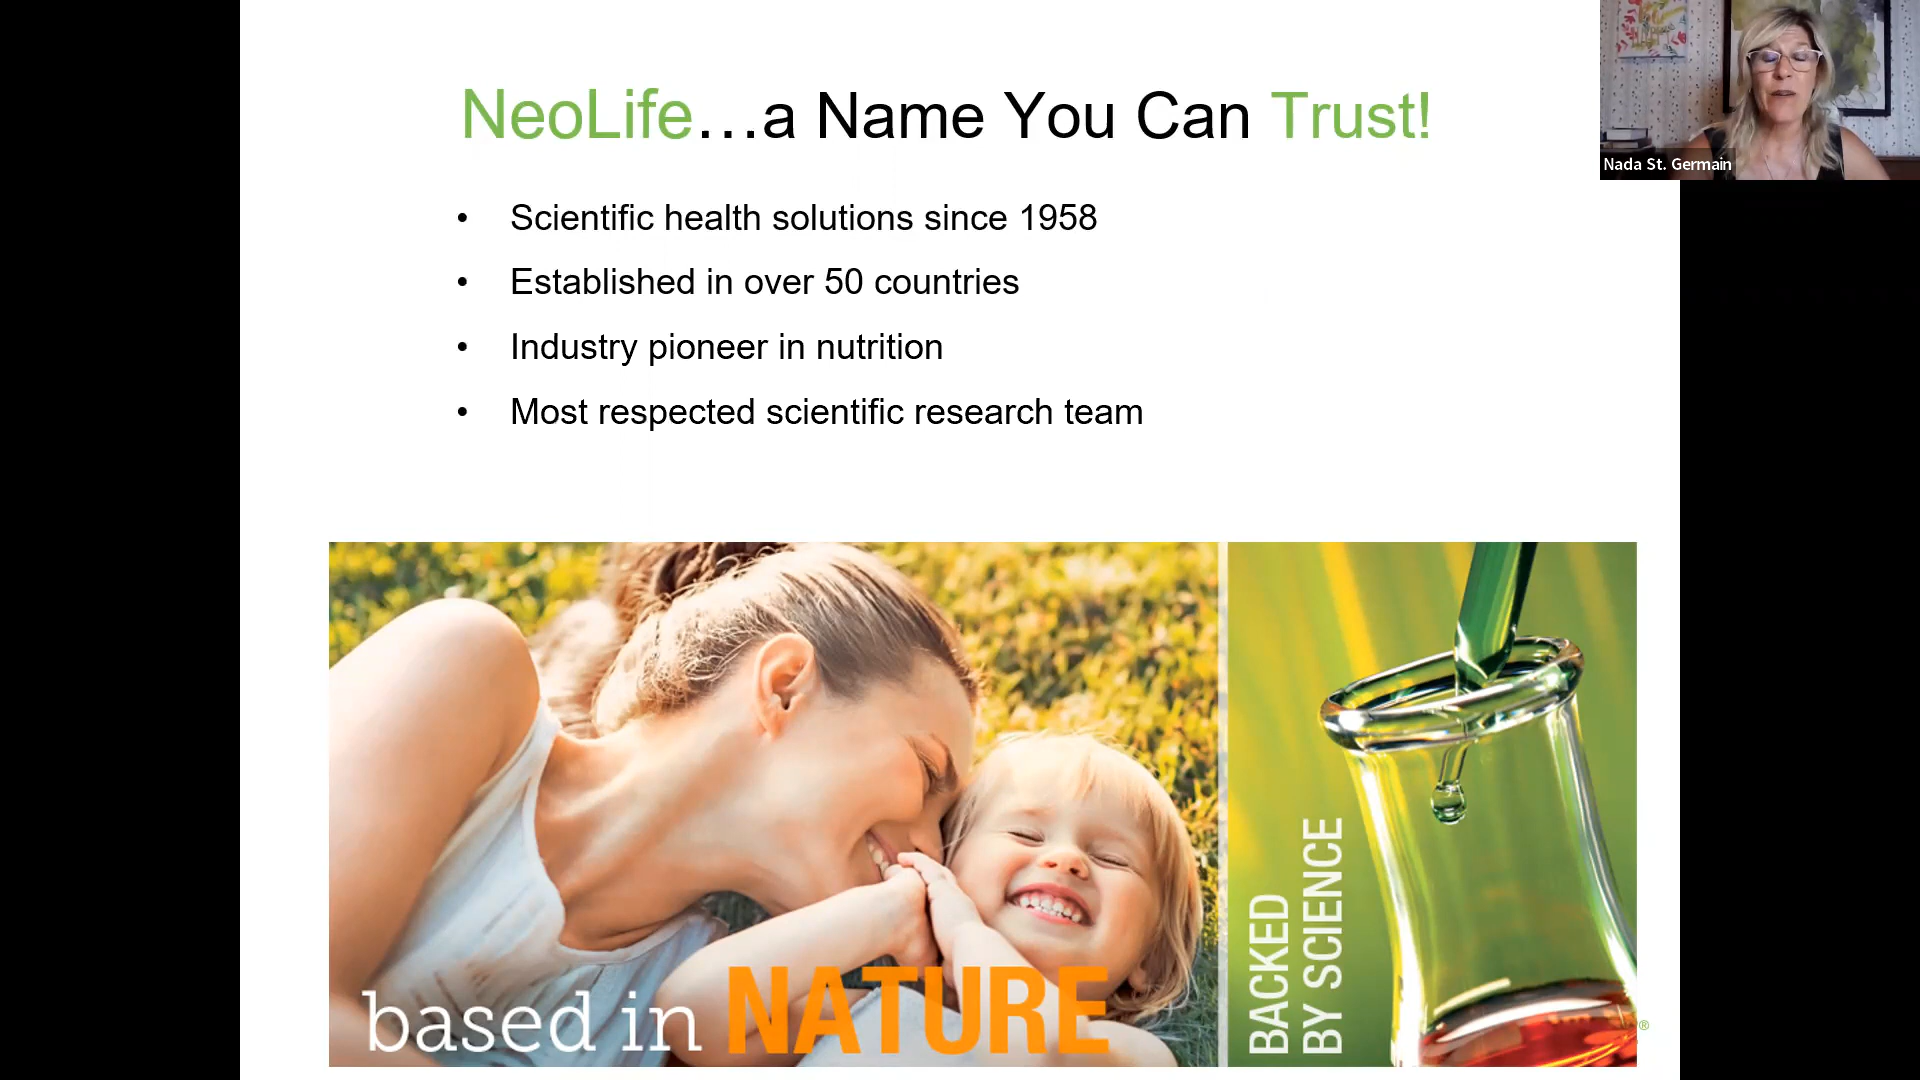 NeoLife…a Name You Can Trust!
Nada St. Germain
• Scientific health solutions since 1958
• Established in over 50 countries
• Industry pioneer in nutrition
• Most respected scientific research team
based in NATURE
BACKED
BY SCIENCE
®